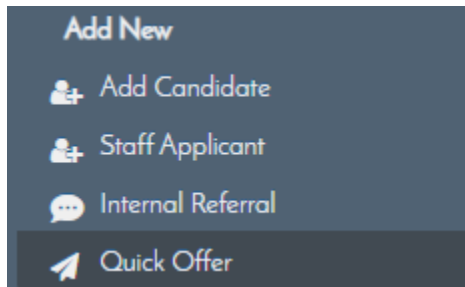 Add New
Add Candidate
Staff Applicant
Internal Referral
Quick Offer